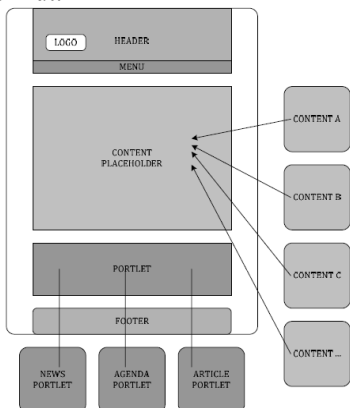 LOGO
HEADER
MENU
CONTENT
PLACEHOLDER
CONTENT A
CONTENT B
CONTENT C
CONTENT ...
PORTLET
FOOTER
NEWS
PORTLET
AGENDA
PORTLET
ARTICLE
PORTLET